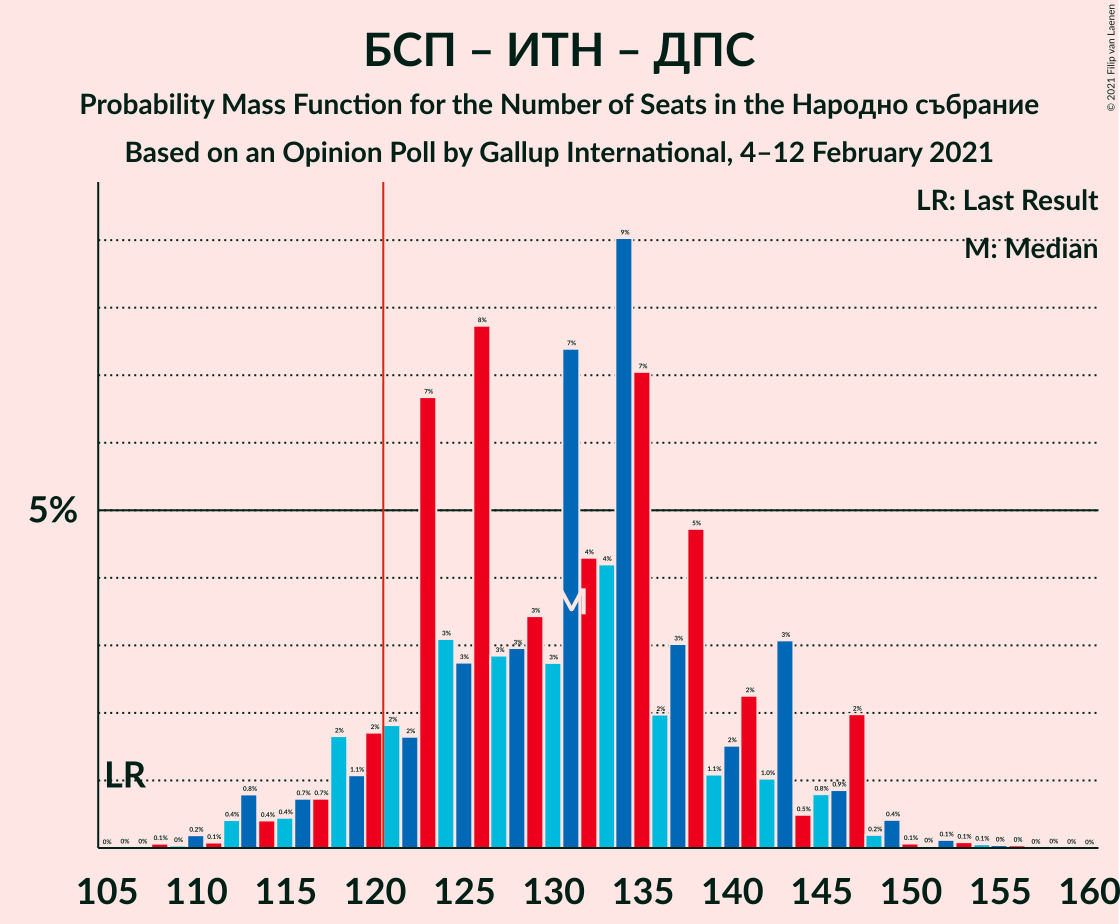 БСП – ИТН – ДПС
Probability Mass Function for the Number of Seats in the Народно събрание
Based on an Opinion Poll by Gallup International, 4–12 February 2021
© 2021 Filip van Laenen
LR: Last Result
M: Median
5%
LR
M
0% 0% 0% 0.1% 0% 0.2% 0.1% 0.4% 0.8% 0.4% 0.4% 0.7% 0.7% 2% 1.1% 2% 2% 2% 7% 3% 3% 8% 3% 3% 3% 3% 7% 4% 4% 9% 7% 2% 3% 5% 1.1% 2% 2% 1.0% 3% 0.5% 0.8% 0.9% 2% 0.2% 0.4% 0.1% 0% 0.1% 0.1% 0.1% 0% 0% 0% 0% 0% 0%
105 110 115 120 125 130 135 140 145 150 155 160